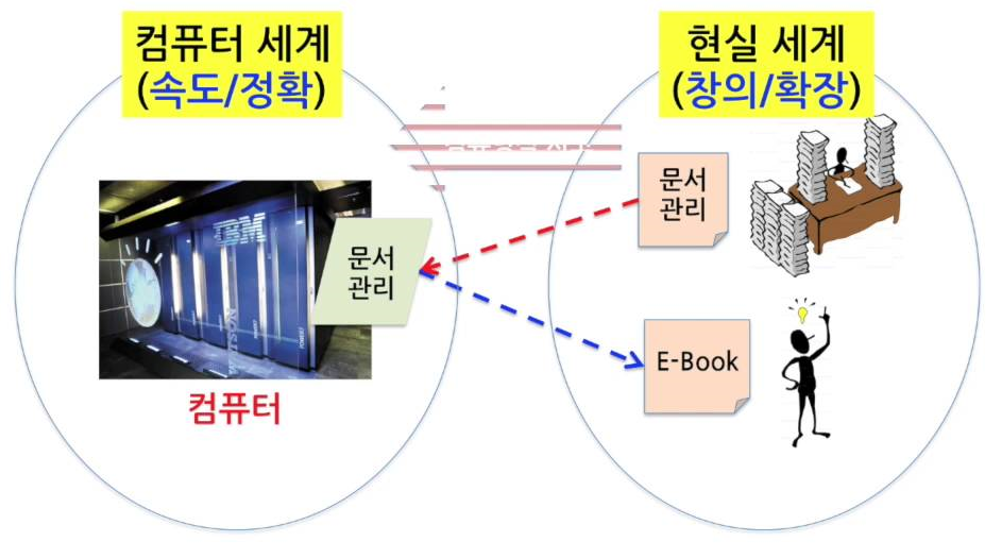 컴퓨터 세계
(속도/정확)
현실 세계
(창의/확장)
문서
관리
IBM
문서
관리
WATSON
E-Book
컴퓨터